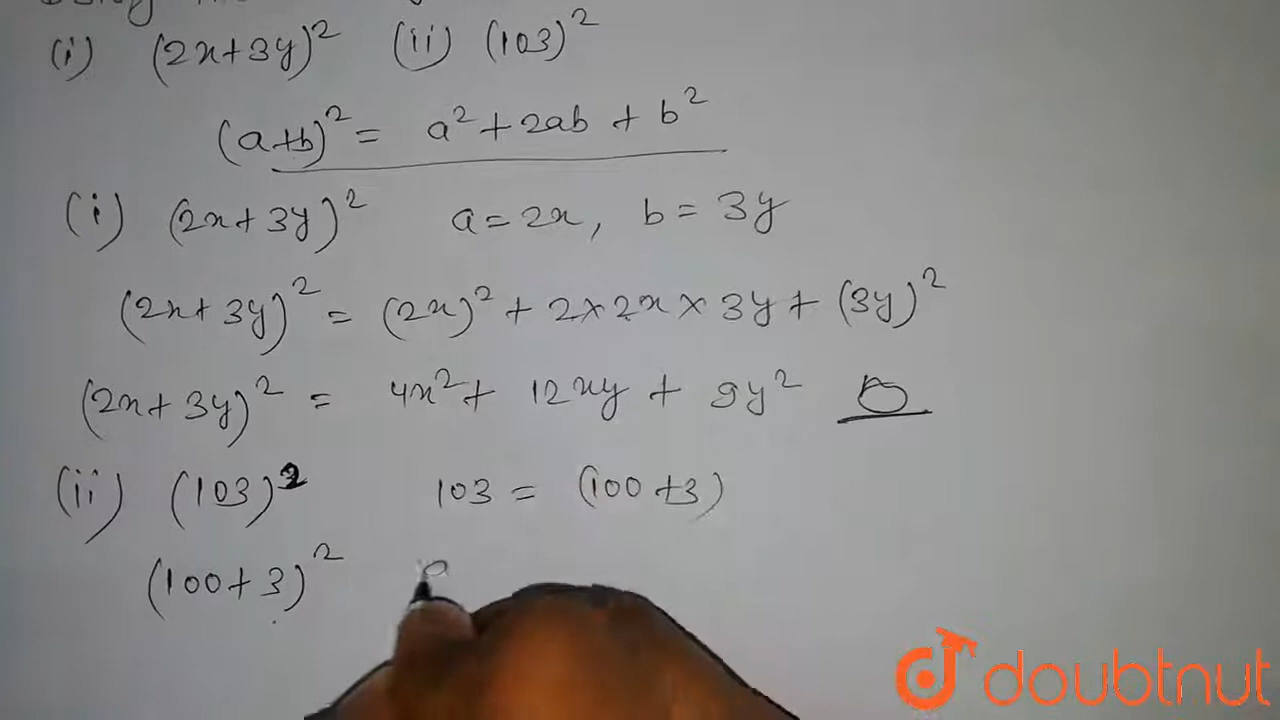 (i) (2x+3y)² (ii) (103)²
(a+b)² = a² + 2ab + b²
(i) (2x+3y)² a = 2x, b = 3y
(2x+3y)² = (2x)² + 2×2x×3y + (3y)²
(2x+3y)² = 4x² + 12xy + 9y²
(ii) (103)² 103 = (100+3)
(100+3)² a
doubtnut